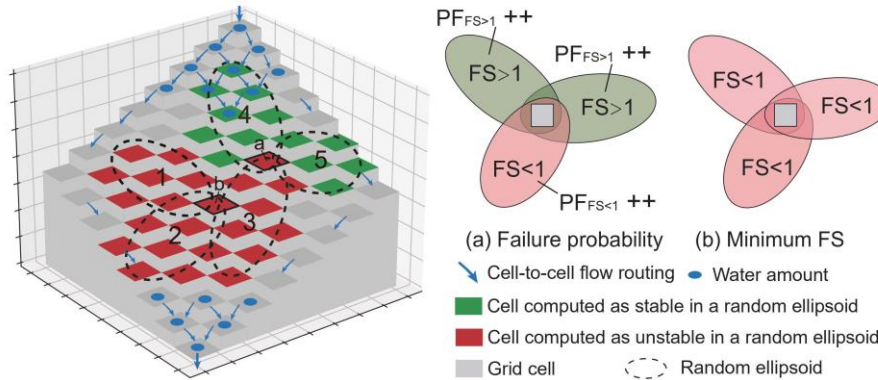 PF_FS>1 ++
PF_FS>1 ++
FS>1
FS>1
FS<1
PF_FS<1 ++
FS<1
FS<1
FS<1
(a) Failure probability
(b) Minimum FS
4
a
5
1
b
3
2
Cell-to-cell flow routing
Water amount
Cell computed as stable in a random ellipsoid
Cell computed as unstable in a random ellipsoid
Grid cell
Random ellipsoid